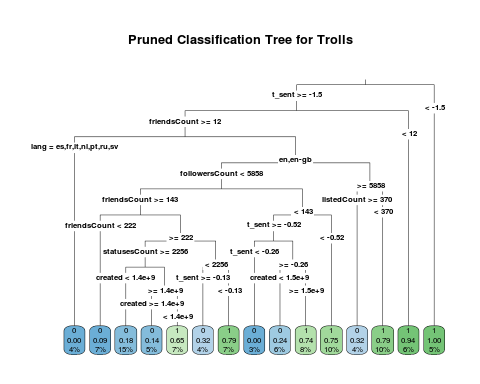 Pruned Classification Tree for Trolls
t_sent >= -1.5
< -1.5
friendsCount >= 12
< 12
lang = es,fr,it,nl,pt,ru,sv
en,en-gb
followersCount < 5858
>= 5858
friendsCount >= 143
listedCount >= 370
< 143
< 370
friendsCount < 222
t_sent >= -0.52
>= 222
< -0.52
statusesCount >= 2256
t_sent < -0.26
< 2256
>= -0.26
created < 1.4e+9
t_sent >= -0.13
created < 1.5e+9
>= 1.4e+9
< -0.13
>= 1.5e+9
created >= 1.4e+9
< 1.4e+9
0 0 0 0 1 0 1 0 0 1 1 0 1 1 1
0.00 0.09 0.18 0.14 0.65 0.32 0.79 0.00 0.24 0.74 0.75 0.32 0.79 0.94 1.00
4% 7% 15% 5% 7% 4% 7% 3% 6% 8% 10% 4% 10% 6% 5%